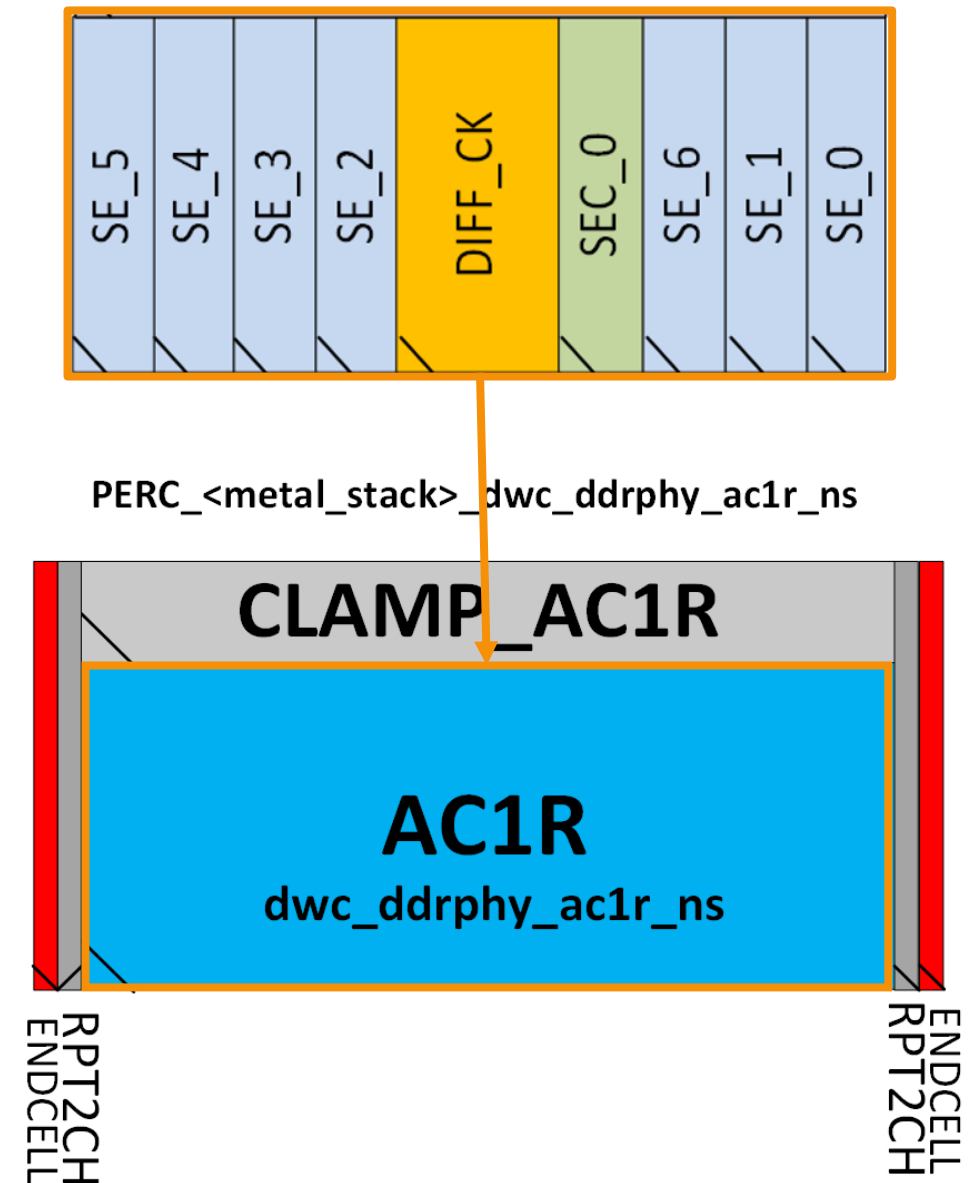 SE_5
SE_4
SE_3
SE_2
DIFF_CK
SEC_0
SE_6
SE_1
SE_0
PERC_<metal_stack>_dwc_ddrphy_ac1r_ns
CLAMP_AC1R
AC1R
dwc_ddrphy_ac1r_ns
ENDCELL
RPT2CH
RPT2CH
ENDCELL